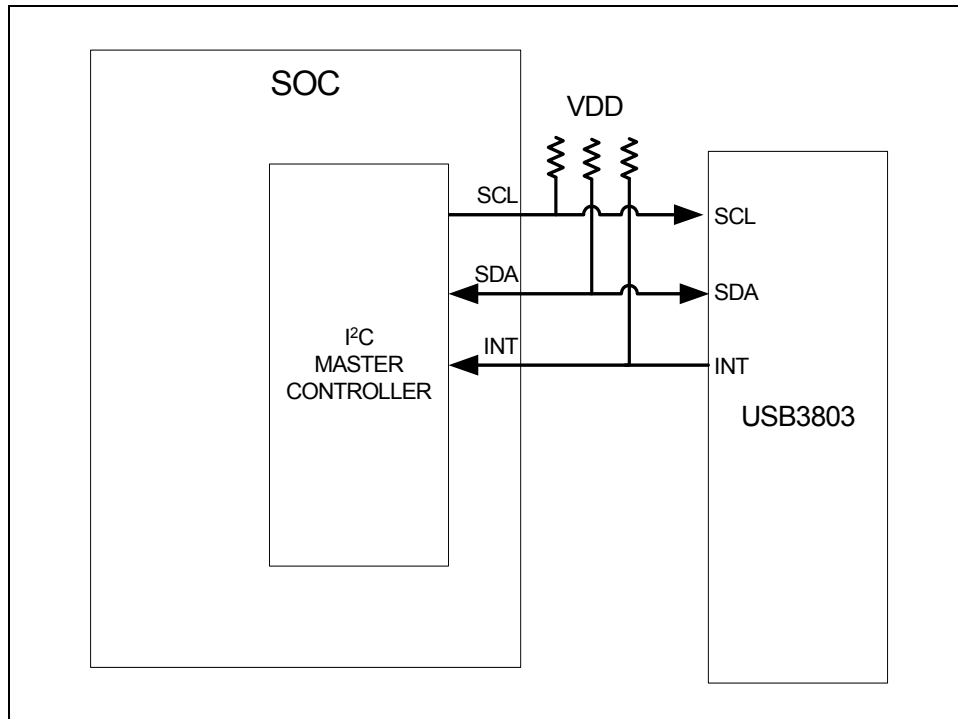 SOC
VDD
SCL
SCL
SDA
SDA
INT
INT
I²C
MASTER
CONTROLLER
USB3803